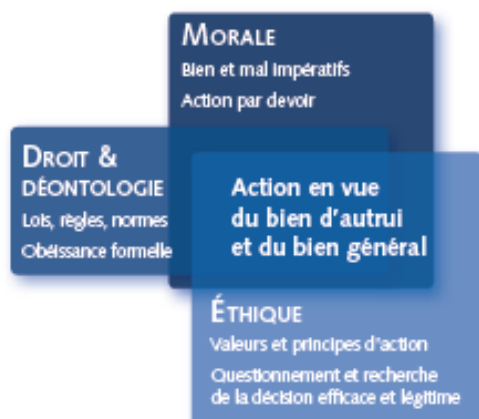 MORALE
Bien et mal impératifs
Action par devoir
DROIT &
DÉONTOLOGIE
Lois, règles, normes
Obéissance formelle
Action en vue
du bien d'autrui
et du bien général
ÉTHIQUE
Valeurs et principes d'action
Questionnement et recherche
de la décision efficace et légitime